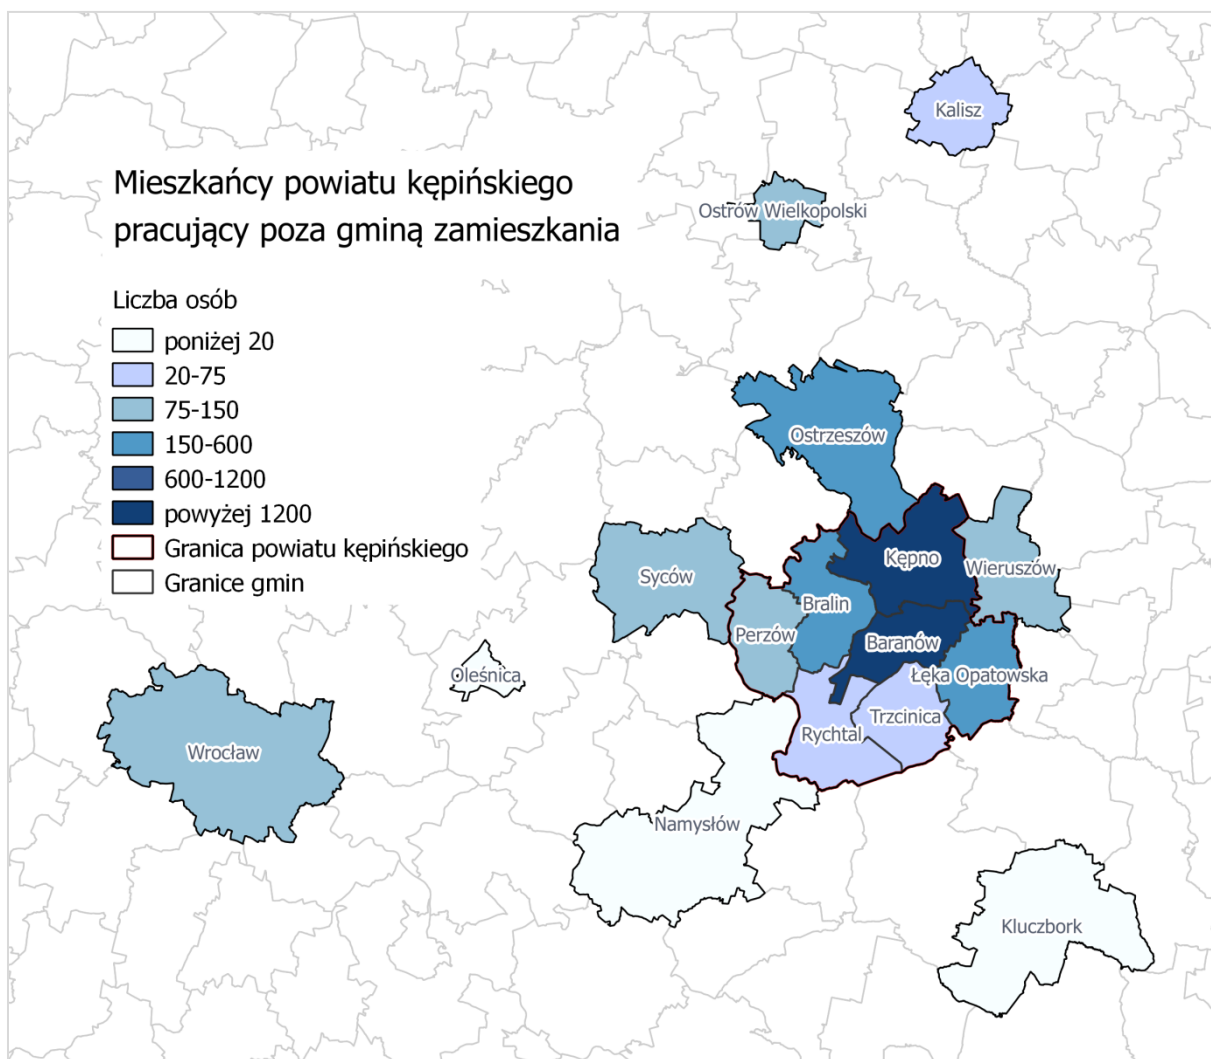 Mieszkańcy powiatu kępińskiego
pracujący poza gminą zamieszkania
Liczba osób
poniżej 20
20-75
75-150
150-600
600-1200
powyżej 1200
Granica powiatu kępińskiego
Granice gmin
Kalisz
Ostrów Wielkopolski
Ostrzeszów
Kępno
Wieruszów
Syców
Bralin
Perzów
Baranów
Łęka Opatowska
Oleśnica
Trzcinica
Rychtal
Wrocław
Namysłów
Kluczbork